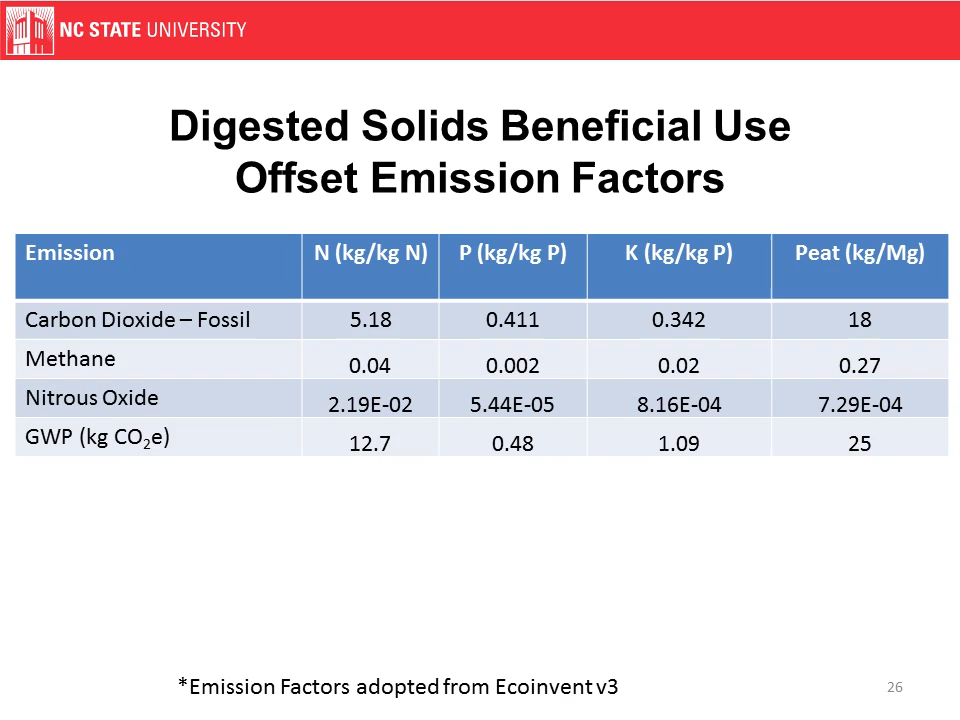 NC STATE UNIVERSITY
Digested Solids Beneficial Use
Offset Emission Factors
Emission N (kg/kg N) P (kg/kg P) K (kg/kg P) Peat (kg/Mg)
Carbon Dioxide – Fossil 5.18 0.411 0.342 18
Methane 0.04 0.002 0.02 0.27
Nitrous Oxide 2.19E-02 5.44E-05 8.16E-04 7.29E-04
GWP (kg CO₂e) 12.7 0.48 1.09 25
*Emission Factors adopted from Ecoinvent v3
26